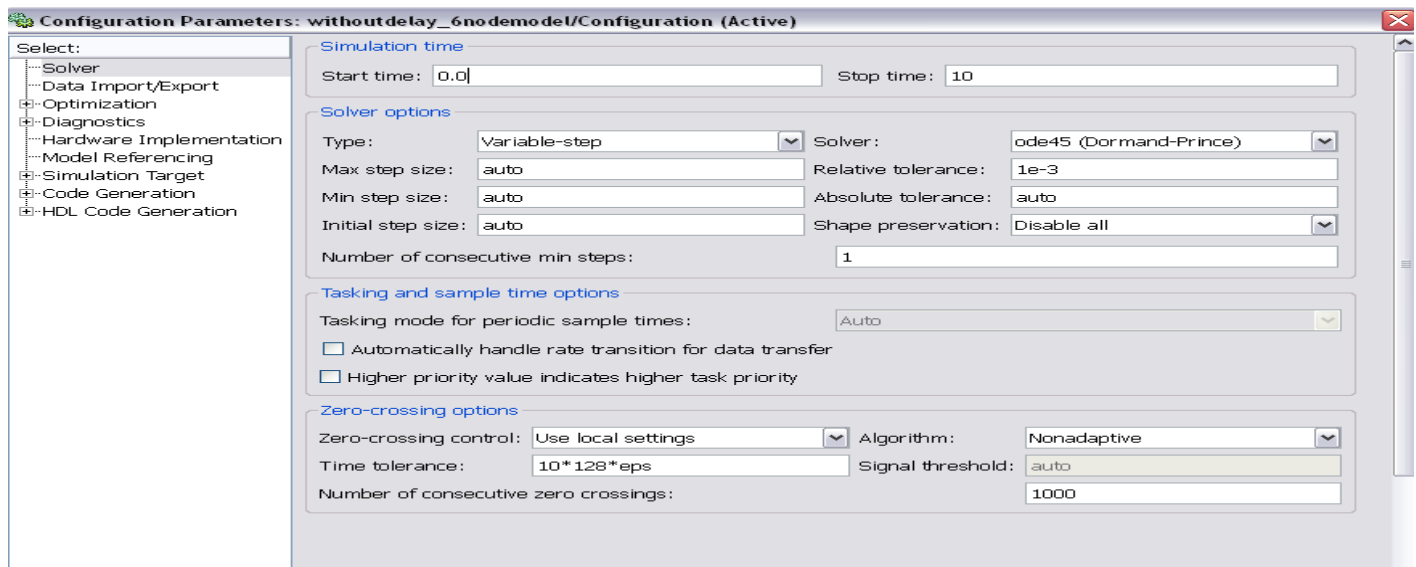 Configuration Parameters: withoutdelay_6nodemodel/Configuration (Active)
Select:
Solver
Data Import/Export
Optimization
Diagnostics
Hardware Implementation
Model Referencing
Simulation Target
Code Generation
HDL Code Generation
Simulation time
Start time: 0.0 Stop time: 10
Solver options
Type: Variable-step Solver: ode45 (Dormand-Prince)
Max step size: auto Relative tolerance: 1e-3
Min step size: auto Absolute tolerance: auto
Initial step size: auto Shape preservation: Disable all
Number of consecutive min steps: 1
Tasking and sample time options
Tasking mode for periodic sample times: Auto
Automatically handle rate transition for data transfer
Higher priority value indicates higher task priority
Zero-crossing options
Zero-crossing control: Use local settings Algorithm: Nonadaptive
Time tolerance: 10*128*eps Signal threshold: auto
Number of consecutive zero crossings: 1000